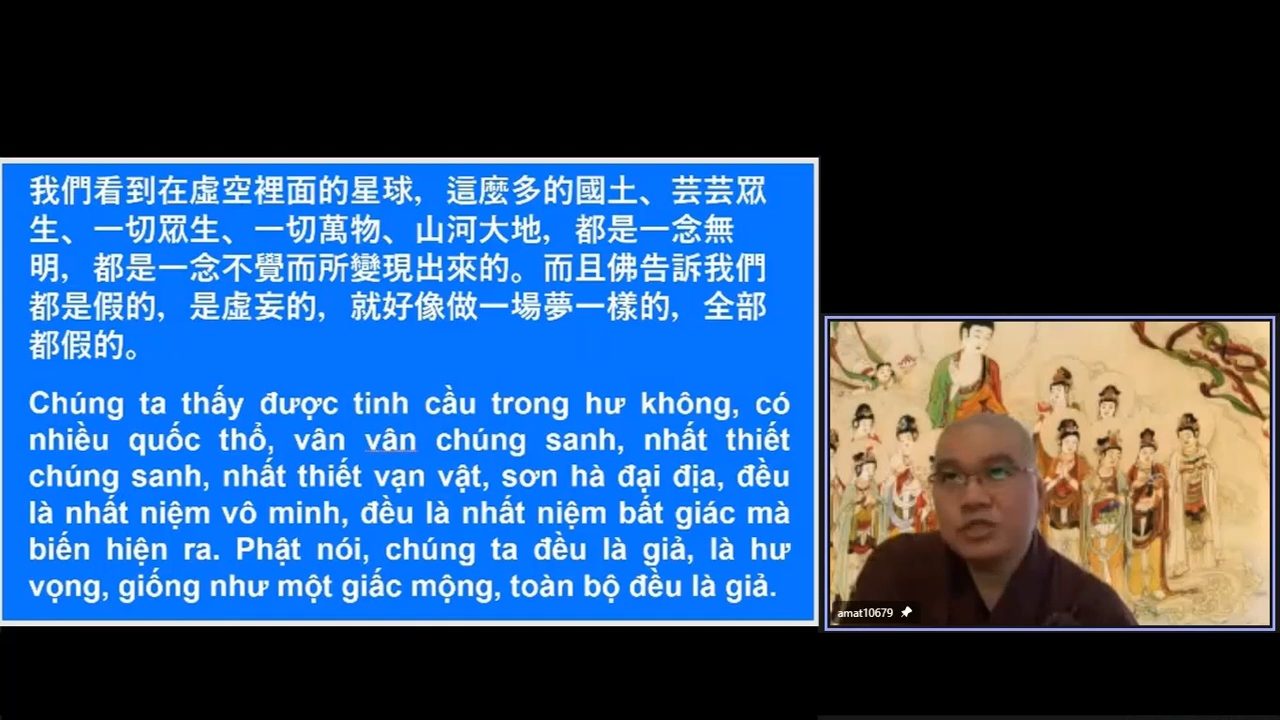 我們看到在虛空裡面的星球，這麼多的國土、芸芸眾
生、一切眾生、一切萬物、山河大地，都是一念無
明，都是一念不覺而所變現出來的。而且佛告訴我們
都是假的，是虛妄的，就好像做一場夢一樣的，全部
都假的。
Chúng ta thấy được tinh cầu trong hư không, có
nhiều quốc thổ, vân vân chúng sanh, nhất thiết
chúng sanh, nhất thiết vạn vật, sơn hà đại địa, đều
là nhất niệm vô minh, đều là nhất niệm bất giác mà
biến hiện ra. Phật nói, chúng ta đều là giả, là hư
vọng, giống như một giấc mộng, toàn bộ đều là giả.
amat10679